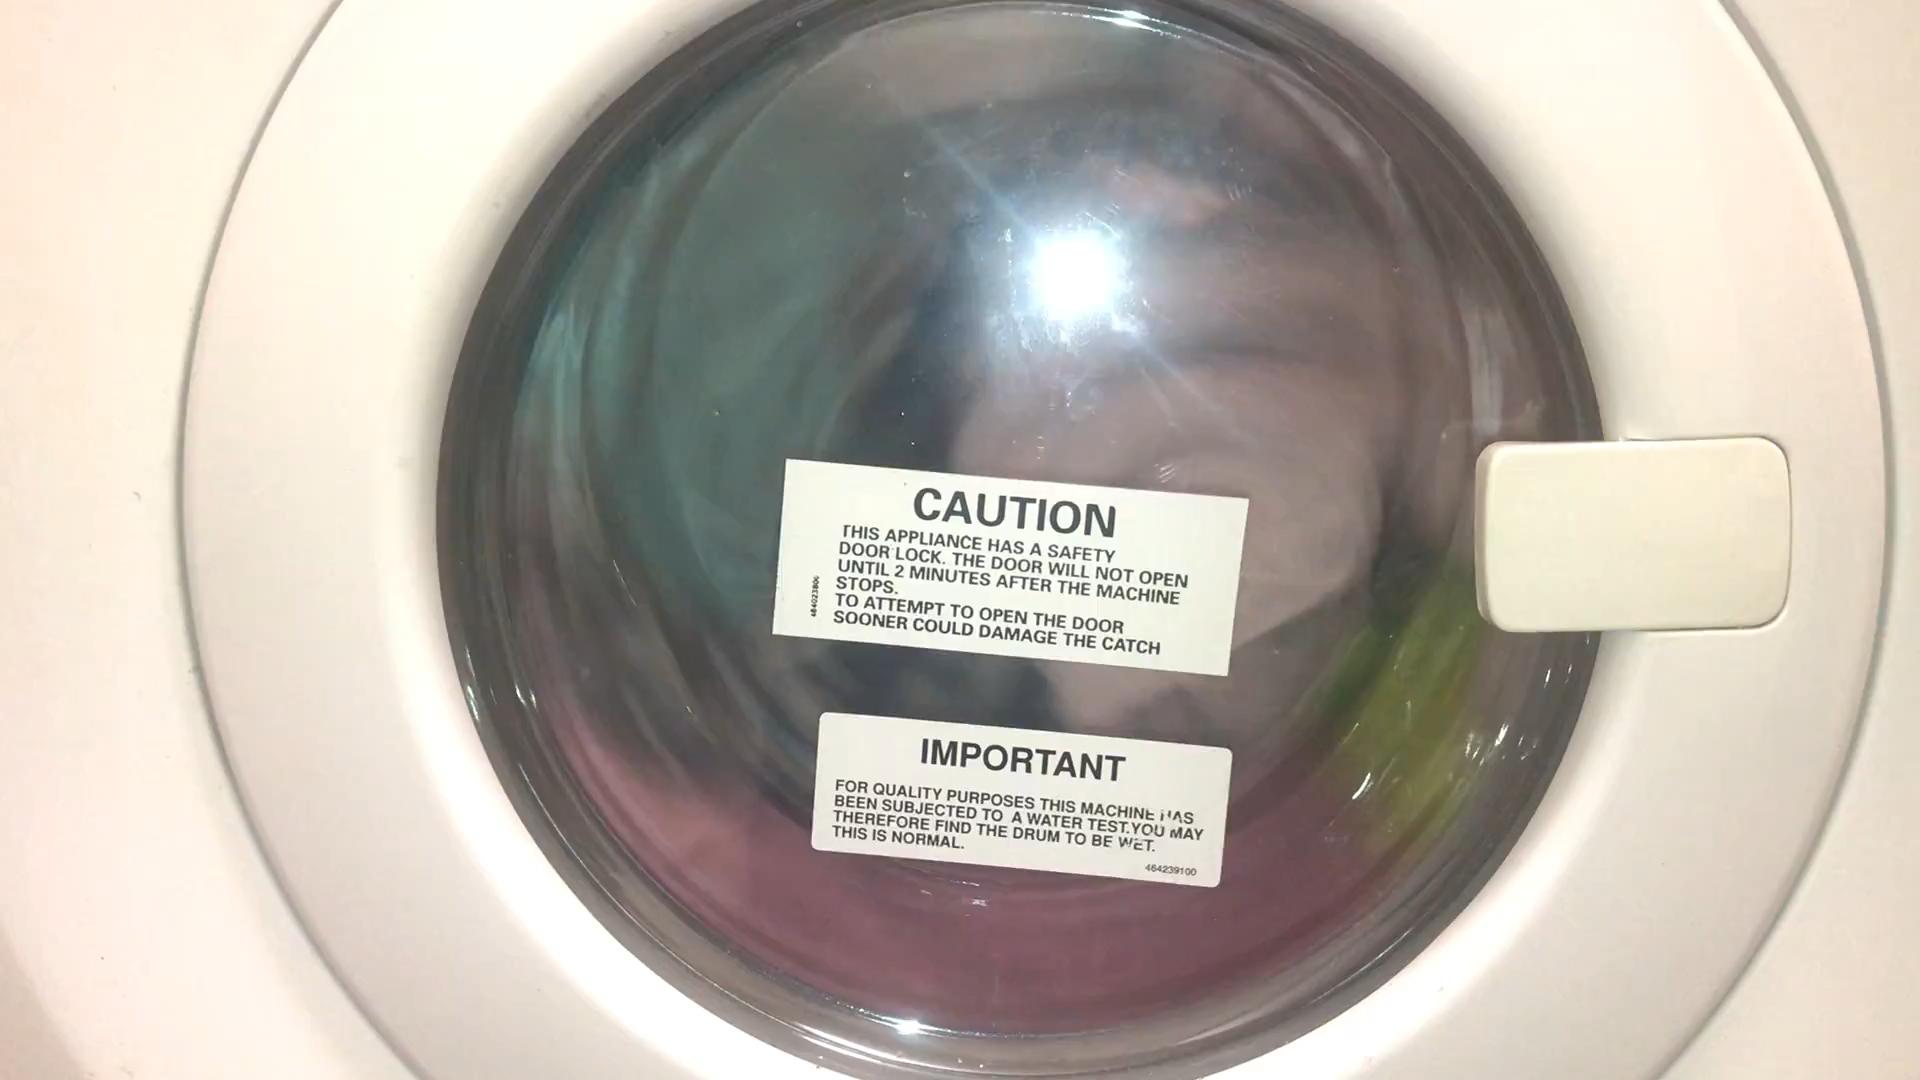 CAUTION
THIS APPLIANCE HAS A SAFETY
DOOR LOCK. THE DOOR WILL NOT OPEN
UNTIL 2 MINUTES AFTER THE MACHINE
STOPS.
TO ATTEMPT TO OPEN THE DOOR
SOONER COULD DAMAGE THE CATCH
IMPORTANT
FOR QUALITY PURPOSES THIS MACHINE HAS
BEEN SUBJECTED TO A WATER TEST.YOU MAY
THEREFORE FIND THE DRUM TO BE WET.
THIS IS NORMAL.
464239100